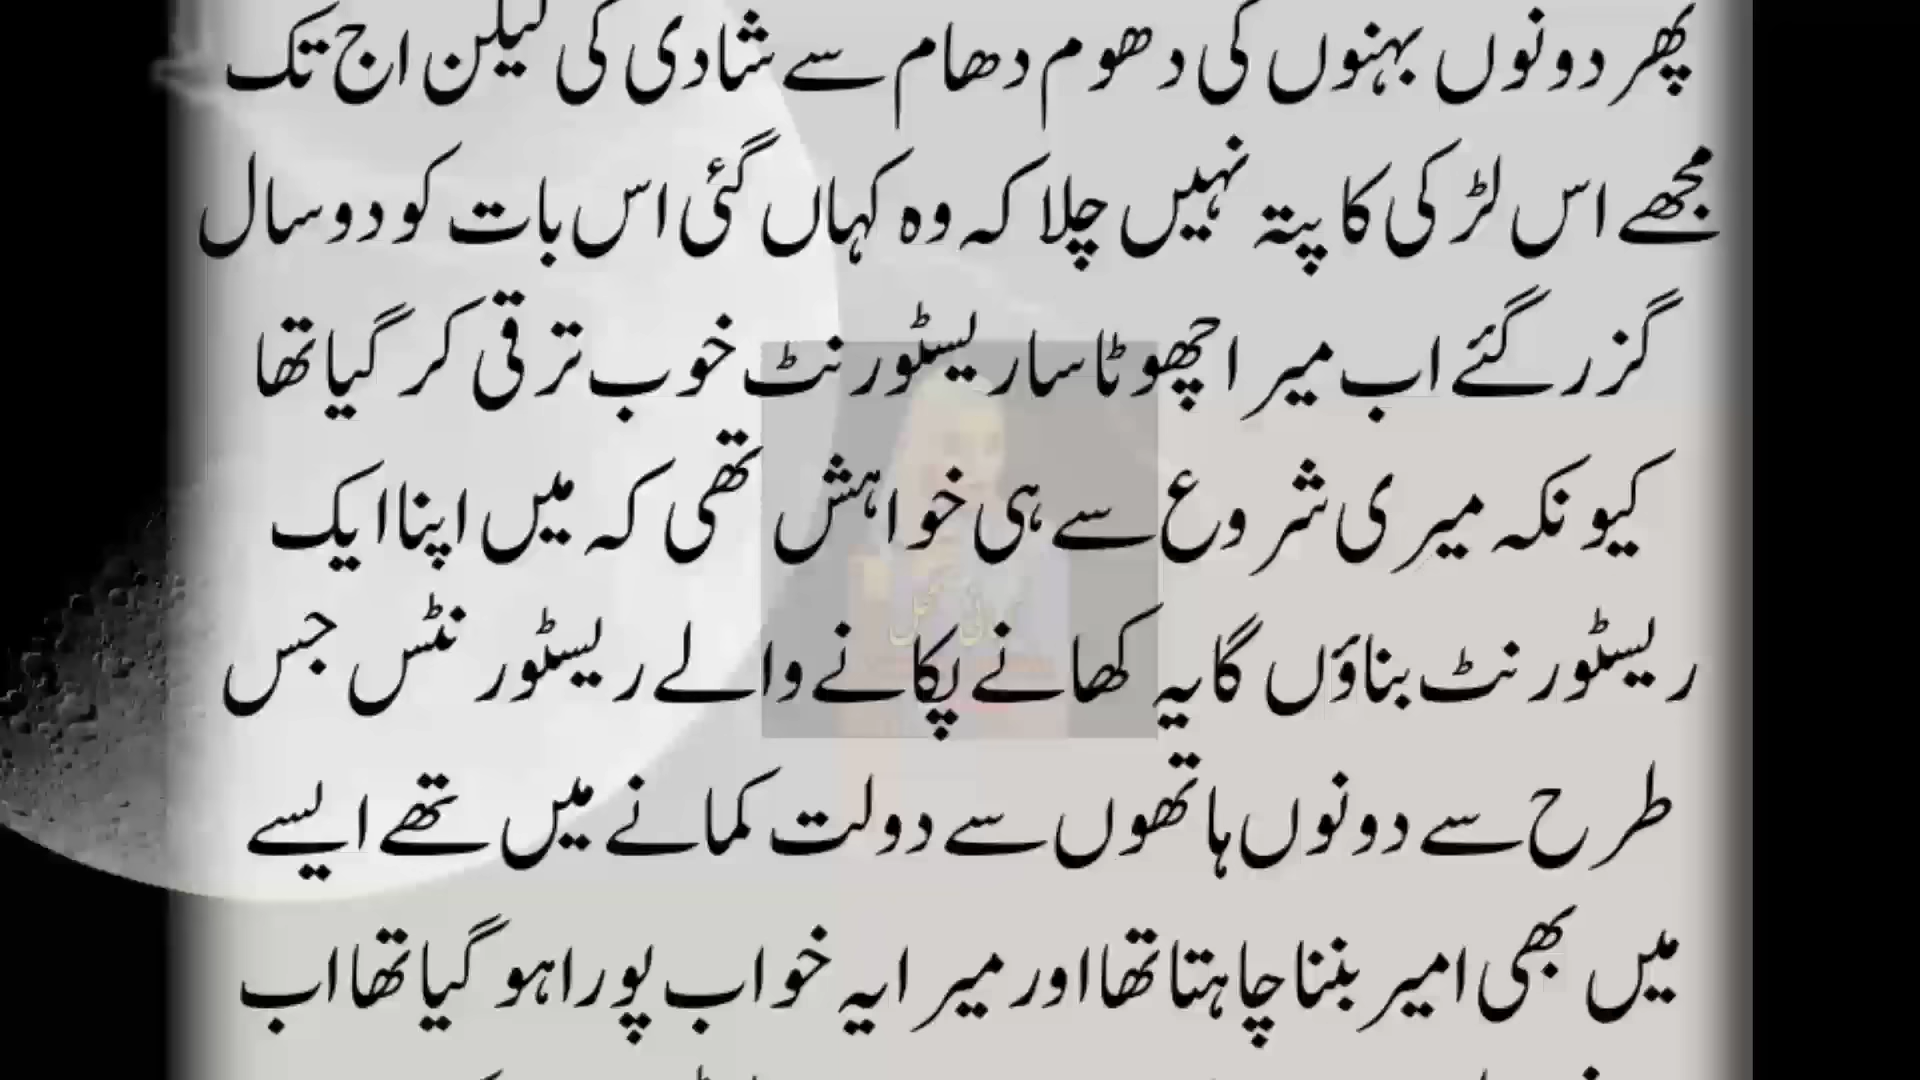 پھر دونوں بہنوں کی دھوم دھام سے شادی کی لیکن اج تک
مجھے اس لڑکی کا پتہ نہیں چلا کہ وہ کہاں گئی اس بات کو دو سال
گزر گئے اب میرا چھوٹا سا ریسٹورنٹ خوب ترقی کر گیا تھا
کیونکہ میری شروع سے ہی خواہش تھی کہ میں اپنا ایک
ریسٹورنٹ بناؤں گا یہ کھانے پکانے والے ریسٹورنٹس جس
طرح سے دونوں ہاتھوں سے دولت کمانے میں تھے ایسے
میں بھی امیر بننا چاہتا تھا اور میرا یہ خواب پورا ہو گیا تھا اب